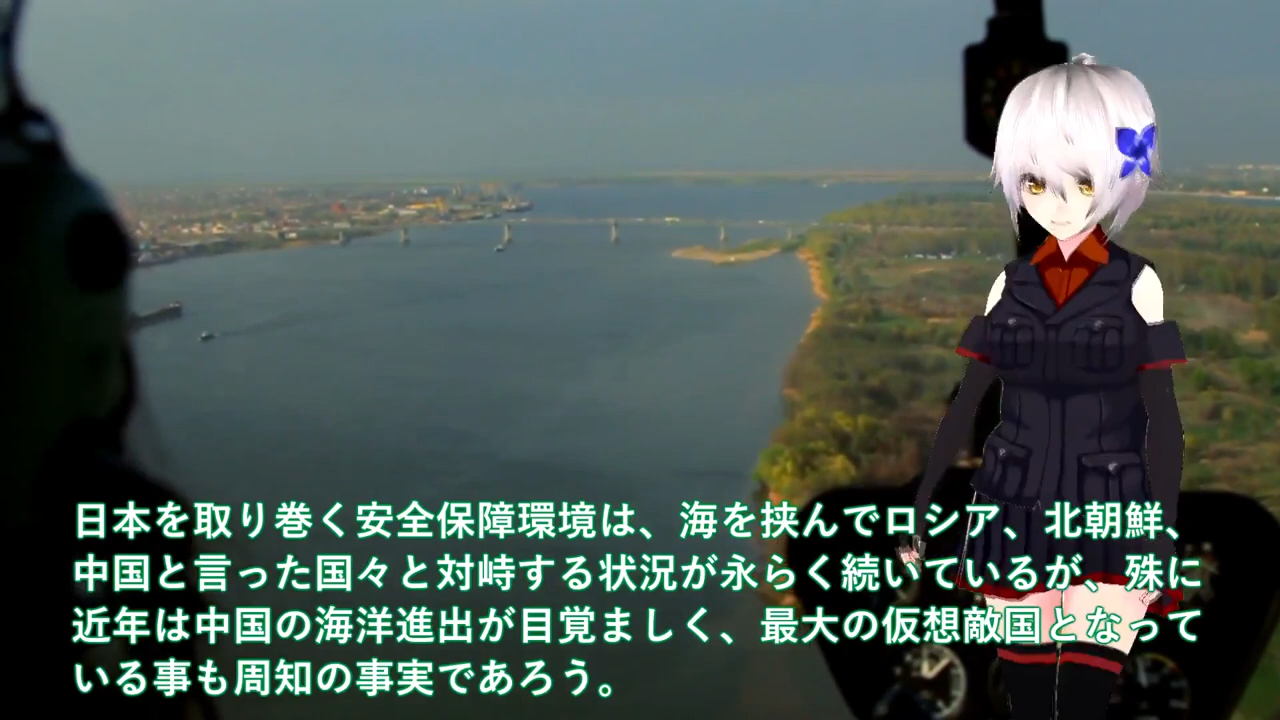 日本を取り巻く安全保障環境は、海を挟んでロシア、北朝鮮、
中国と言った国々と対峙する状況が永らく続いているが、殊に
近年は中国の海洋進出が目覚ましく、最大の仮想敵国となって
いる事も周知の事実であろう。